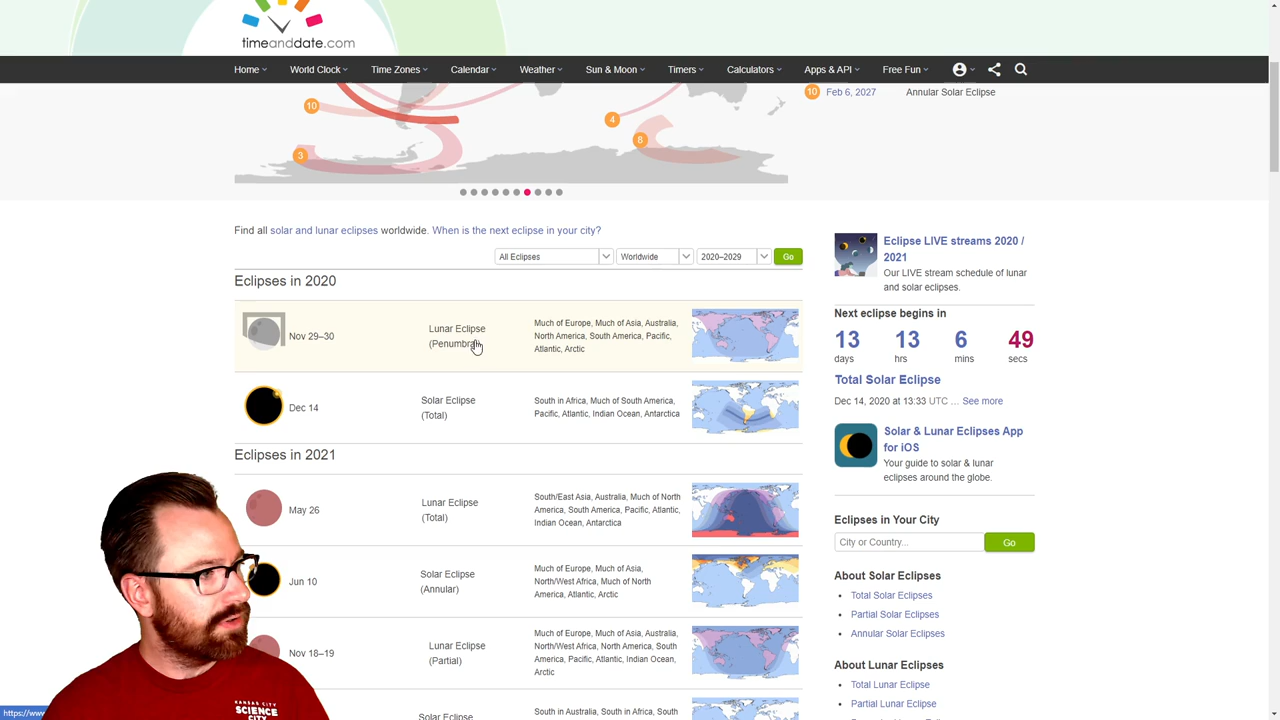 timeanddate.com
Home World Clock Time Zones Calendar Weather Sun & Moon Timers Calculators Apps & API Free Fun
10 Feb 6, 2027 Annular Solar Eclipse
10
4
8
3
Find all solar and lunar eclipses worldwide. When is the next eclipse in your city?
All Eclipses Worldwide 2020–2029 Go
Eclipses in 2020
Nov 29–30
Lunar Eclipse
(Penumbral)
Much of Europe, Much of Asia, Australia,
North America, South America, Pacific,
Atlantic, Arctic
Dec 14
Solar Eclipse
(Total)
South in Africa, Much of South America,
Pacific, Atlantic, Indian Ocean, Antarctica
Eclipses in 2021
May 26
Lunar Eclipse
(Total)
South/East Asia, Australia, Much of North
America, South America, Pacific, Atlantic,
Indian Ocean, Antarctica
Jun 10
Solar Eclipse
(Annular)
Much of Europe, Much of Asia,
North/West Africa, Much of North
America, Atlantic, Arctic
Nov 18–19
Lunar Eclipse
(Partial)
Much of Europe, Much of Asia, Australia,
North/West Africa, North America, South
America, Pacific, Atlantic, Indian Ocean,
Arctic
Solar Eclipse
South in Australia, South in Africa, South
Eclipse LIVE streams 2020 /
2021
Our LIVE stream schedule of lunar
and solar eclipses.
Next eclipse begins in
13 13 6 49
days hrs mins secs
Total Solar Eclipse
Dec 14, 2020 at 13:33 UTC ... See more
Solar & Lunar Eclipses App
for iOS
Your guide to solar & lunar
eclipses around the globe.
Eclipses in Your City
City or Country... Go
About Solar Eclipses
Total Solar Eclipses
Partial Solar Eclipses
Annular Solar Eclipses
About Lunar Eclipses
Total Lunar Eclipse
Partial Lunar Eclipse
KANSAS CITY
SCIENCE
CITY
https://ww